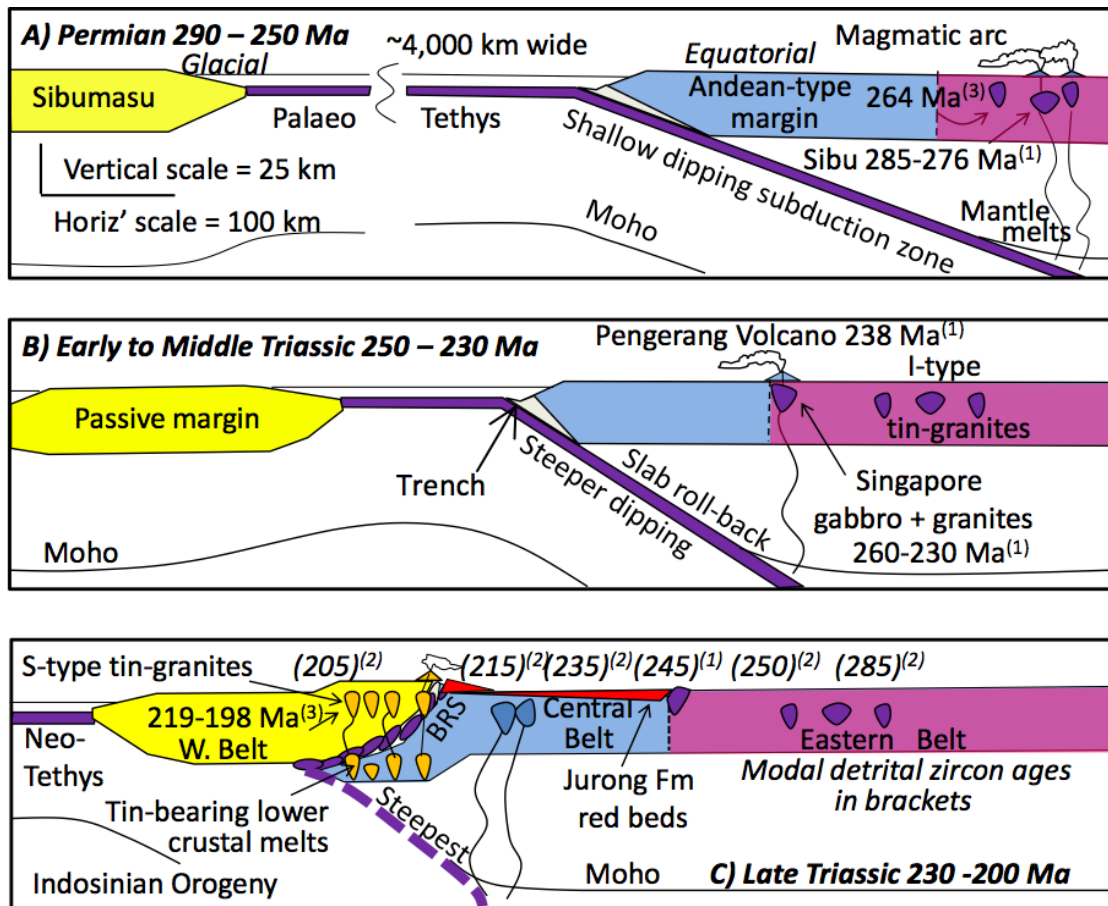 A) Permian 290 – 250 Ma
~4,000 km wide
Equatorial
Magmatic arc
Glacial
Sibumasu
Palaeo
Tethys
Andean-type
margin
264 Ma(3)
Sibu 285-276 Ma(1)
Shallow dipping subduction zone
Vertical scale = 25 km
Horiz’ scale = 100 km
Moho
Mantle
melts
B) Early to Middle Triassic 250 – 230 Ma
Pengerang Volcano 238 Ma(1)
I-type
Passive margin
tin-granites
Trench
Steeper dipping
Slab roll-back
Singapore
gabbro + granites
260-230 Ma(1)
Moho
S-type tin-granites
(205)(2)
(215)(2)
(235)(2)
(245)(1)
(250)(2)
(285)(2)
219-198 Ma(3)
W. Belt
BRS
Central
Belt
Eastern Belt
Neo-
Tethys
Modal detrital zircon ages
in brackets
Jurong Fm
red beds
Tin-bearing lower
crustal melts
Steepest
Indosinian Orogeny
Moho
C) Late Triassic 230 -200 Ma